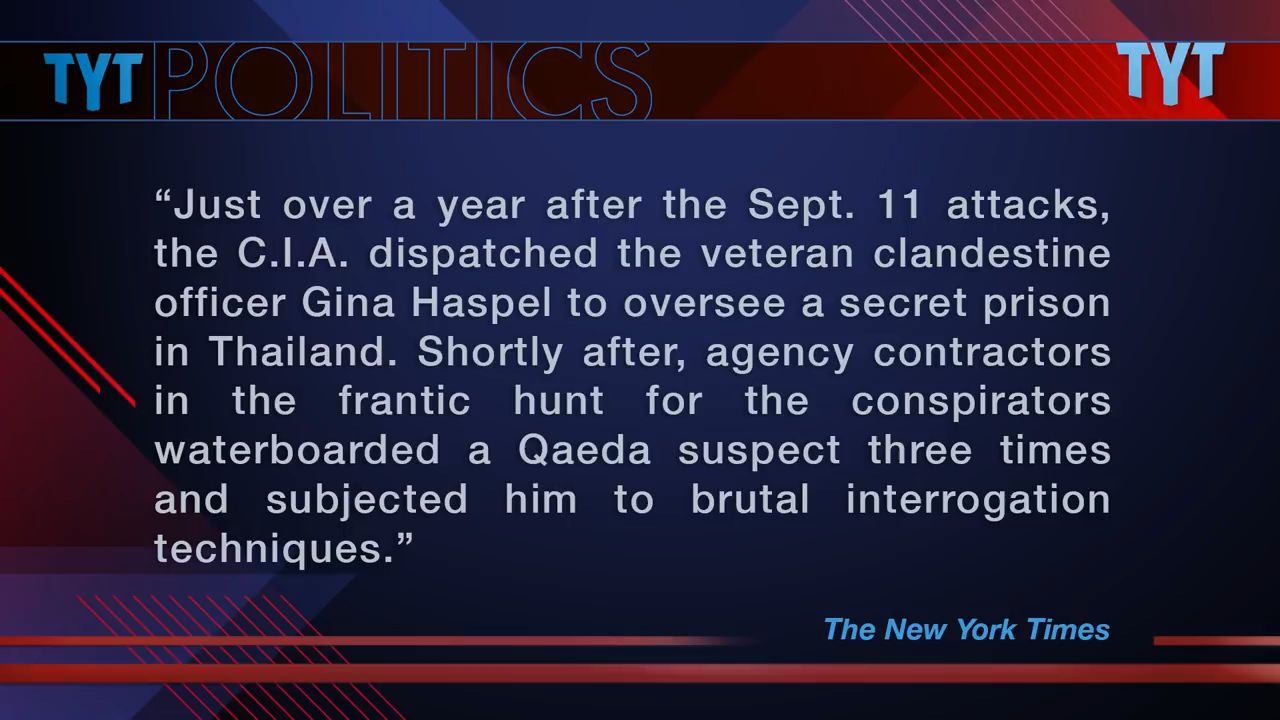 TYT POLITICS
TYT
“Just over a year after the Sept. 11 attacks,
the C.I.A. dispatched the veteran clandestine
officer Gina Haspel to oversee a secret prison
in Thailand. Shortly after, agency contractors
in the frantic hunt for the conspirators
waterboarded a Qaeda suspect three times
and subjected him to brutal interrogation
techniques.”
The New York Times